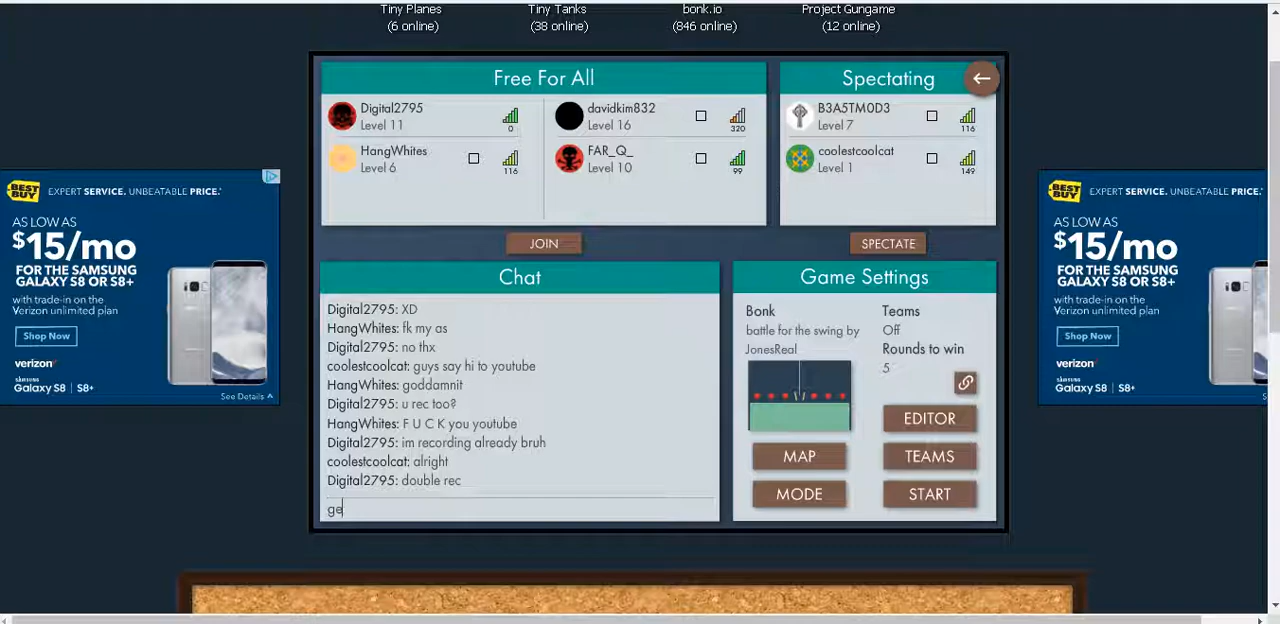 Tiny Planes
(6 online)
Tiny Tanks
(38 online)
bonk.io
(846 online)
Project Gungame
(12 online)
Free For All
Digital2795
Level 11
0
davidkim832
Level 16
320
HangWhites
Level 6
116
FAR_Q_
Level 10
99
Spectating
B3A5TM0D3
Level 7
116
coolestcoolcat
Level 1
149
JOIN
SPECTATE
Chat
Digital2795: XD
HangWhites: fk my as
Digital2795: no thx
coolestcoolcat: guys say hi to youtube
HangWhites: goddamnit
Digital2795: u rec too?
HangWhites: F U C K you youtube
Digital2795: im recording already bruh
coolestcoolcat: alright
Digital2795: double rec
ge
Game Settings
Bonk
battle for the swing by
JonesReal
Teams
Off
Rounds to win
5
MAP
MODE
EDITOR
TEAMS
START
BEST BUY
EXPERT SERVICE. UNBEATABLE PRICE.
AS LOW AS
$15/mo
FOR THE SAMSUNG
GALAXY S8 OR S8+
with trade-in on the
Verizon unlimited plan
Shop Now
verizon
SAMSUNG
Galaxy S8 | S8+
See Details
BEST BUY
EXPERT SERVICE. UNBEATABLE PRICE.
AS LOW AS
$15/mo
FOR THE SAMSUNG
GALAXY S8 OR S8+
with trade-in on the
Verizon unlimited plan
Shop Now
verizon
SAMSUNG
Galaxy S8 | S8+
S